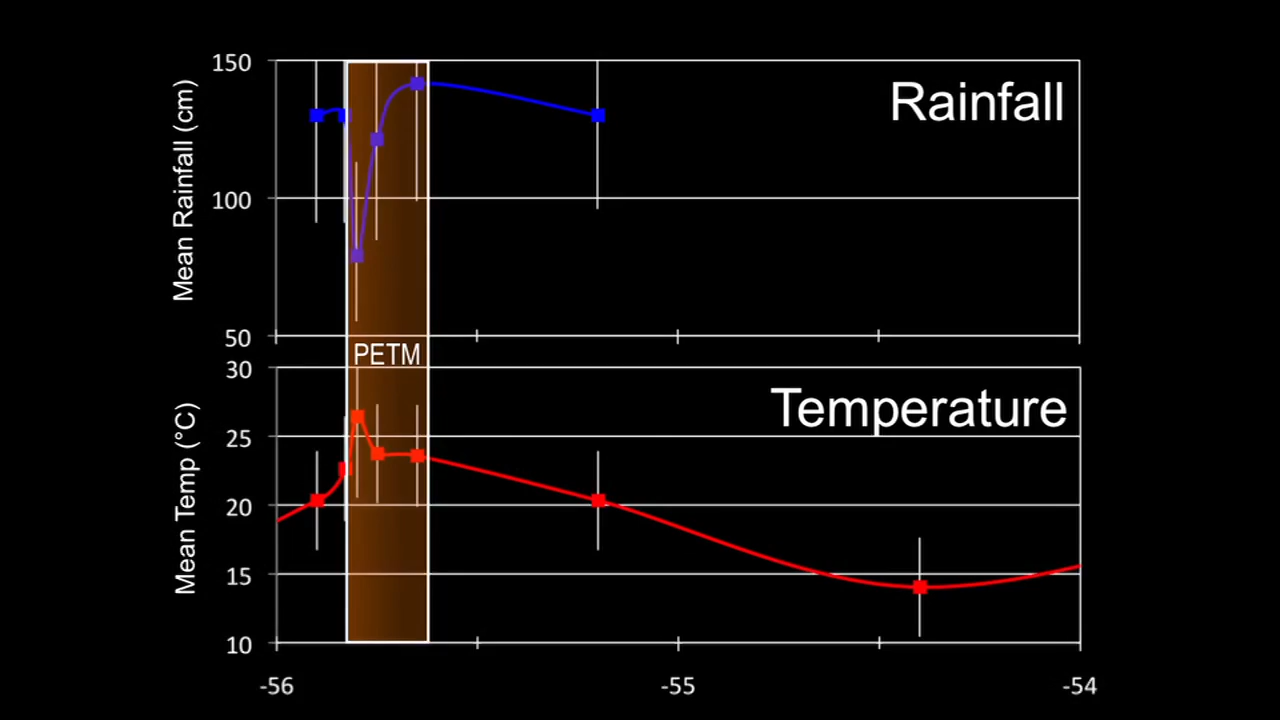 150
Rainfall
Mean Rainfall (cm)
100
50
PETM
30
Temperature
25
Mean Temp (°C)
20
15
10
-56
-55
-54